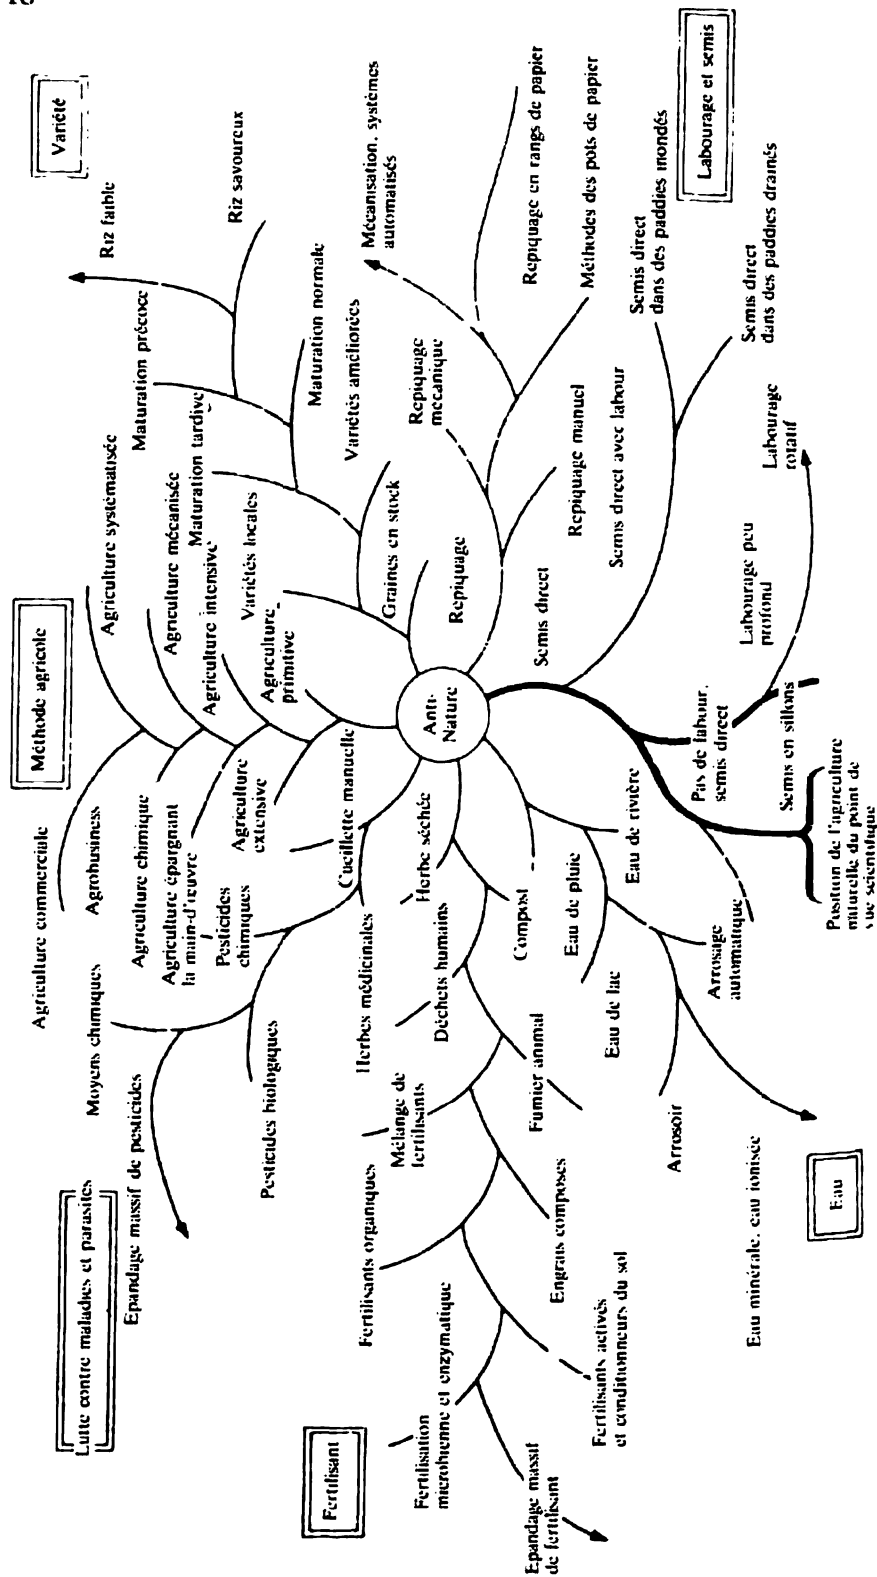 Variété
Riz faible
Riz savoureux
Maturation précoce
Maturation normale
Maturation tardive
Variétés améliorées
Variétés locales
Graines en stock
Méthode agricole
Agriculture systématisée
Agriculture mécanisée
Agriculture intensive
Agriculture
primitive
Agriculture commerciale
Agrobusiness
Agriculture chimique
Agriculture épargnant
la main-d'œuvre
Agriculture
extensive
Mécanisation, systèmes
automatisés
Repiquage en rangs de papier
Méthodes des pots de papier
Repiquage
mécanique
Repiquage manuel
Repiquage
Labourage et semis
Semis direct
dans des paddies inondés
Semis direct
dans des paddies drainés
Semis direct avec labour
Semis direct
Labourage
rotatif
Labourage peu
profond
Pas de labour,
semis direct
Semis en sillons
Position de l'agriculture
naturelle du point de
vue scientifique
Anti-
Nature
Lutte contre maladies et parasites
Epandage massif de pesticides
Moyens chimiques
Pesticides biologiques
Pesticides
chimiques
Herbes médicinales
Cueillette manuelle
Fertilisant
Herbe séchée
Compost
Déchets humains
Fumier animal
Mélange de
fertilisants
Engrais composes
Fertilisants organiques
Fertilisants activés
et conditionneurs du sol
Fertilisation
microbienne et enzymatique
Epandage massif
de fertilisant
Eau
Eau de rivière
Eau de pluie
Eau de lac
Arrosage
automatique
Arrosoir
Eau minérale, eau ionisée